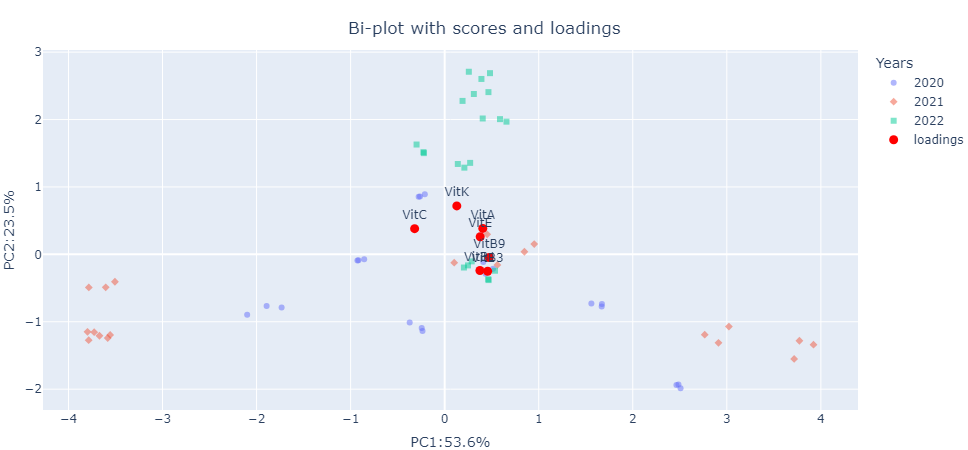 Bi-plot with scores and loadings
Years
2020
2021
2022
loadings
PC2:23.5%
3
2
1
0
−1
−2
VitK
VitC
VitA
VitE
VitB9
−4
−3
−2
−1
0
1
2
3
4
PC1:53.6%